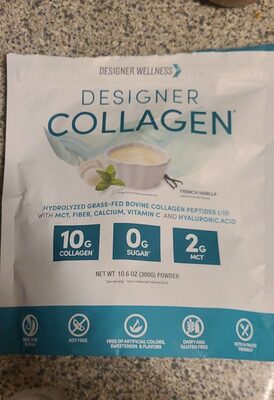 DESIGNER WELLNESS
DESIGNER
COLLAGEN
FRENCH VANILLA
HYDROLYZED GRASS-FED BOVINE COLLAGEN PEPTIDES I/III
WITH MCT, FIBER, CALCIUM, VITAMIN C AND HYALURONIC ACID
10G
COLLAGEN
0G
SUGAR*
2G
MCT
NET WT 10.6 OZ (300G) POWDER
SOY FREE
FREE OF ARTIFICIAL COLORS,
SWEETENERS & FLAVORS
DAIRY AND
GLUTEN FREE
KETO & PALEO
FRIENDLY